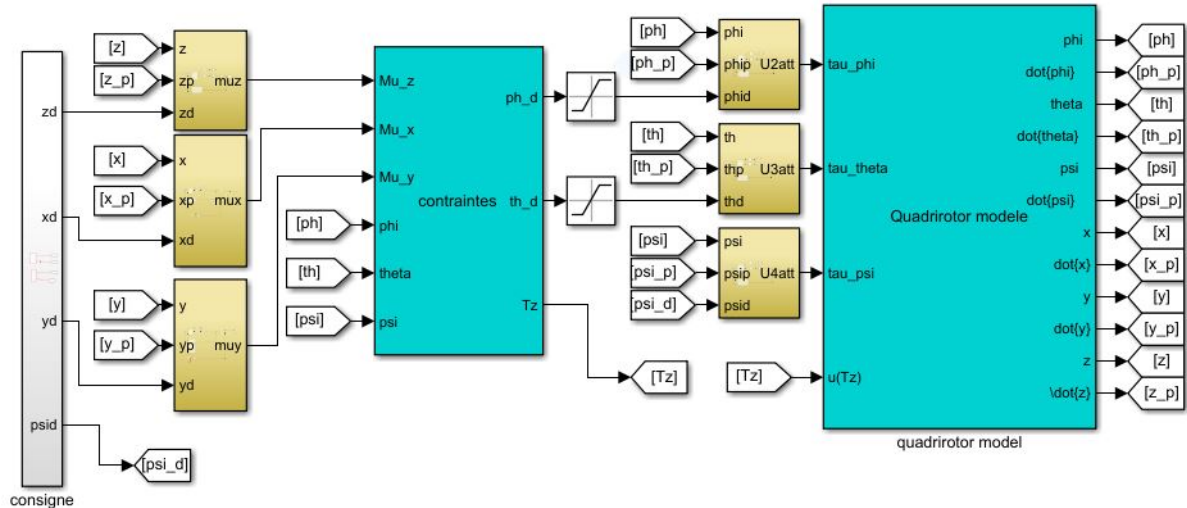 zd
xd
yd
psid
consigne
[psi_d]
[z]
[z_p]
z
zp
zd
muz
[x]
[x_p]
x
xp
xd
mux
[y]
[y_p]
y
yp
yd
muy
[ph]
[th]
[psi]
Mu_z
Mu_x
Mu_y
phi
theta
psi
contraintes
ph_d
th_d
Tz
[Tz]
[ph]
[ph_p]
phi
phip
phid
U2att
[th]
[th_p]
th
thp
thd
U3att
[psi]
[psi_p]
[psi_d]
psi
psip
psid
U4att
[Tz]
tau_phi
tau_theta
tau_psi
u(Tz)
Quadrirotor modele
phi
dot{phi}
theta
dot{theta}
psi
dot{psi}
x
dot{x}
y
dot{y}
z
\dot{z}
quadrirotor model
[ph]
[ph_p]
[th]
[th_p]
[psi]
[psi_p]
[x]
[x_p]
[y]
[y_p]
[z]
[z_p]